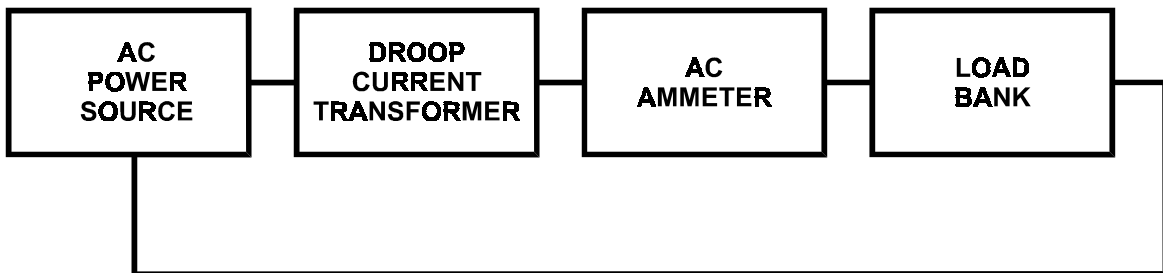 AC
POWER
SOURCE
DROOP
CURRENT
TRANSFORMER
AC
AMMETER
LOAD
BANK